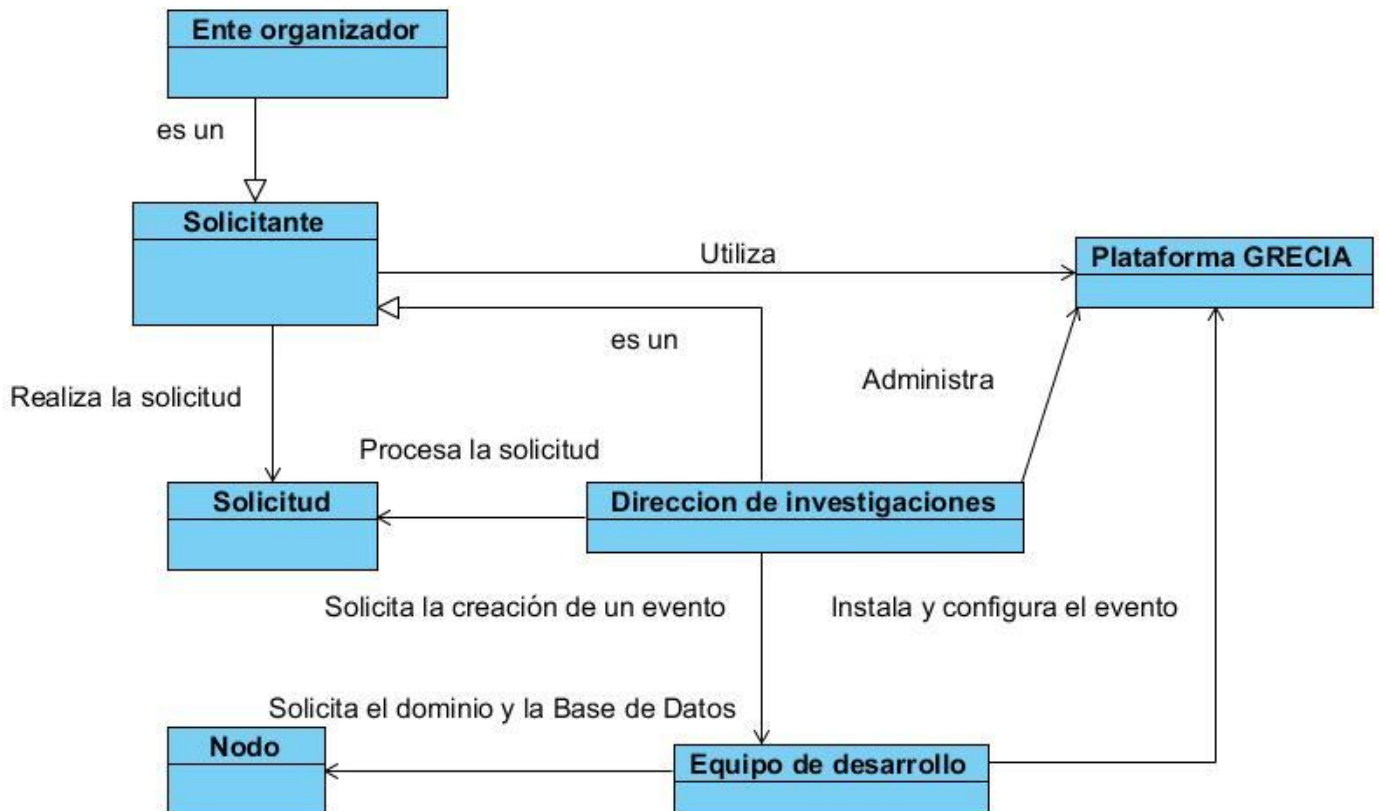 Ente organizador
es un
Solicitante
Utiliza
Plataforma GRECIA
es un
Administra
Realiza la solicitud
Procesa la solicitud
Solicitud
Direccion de investigaciones
Solicita la creación de un evento
Instala y configura el evento
Solicita el dominio y la Base de Datos
Nodo
Equipo de desarrollo